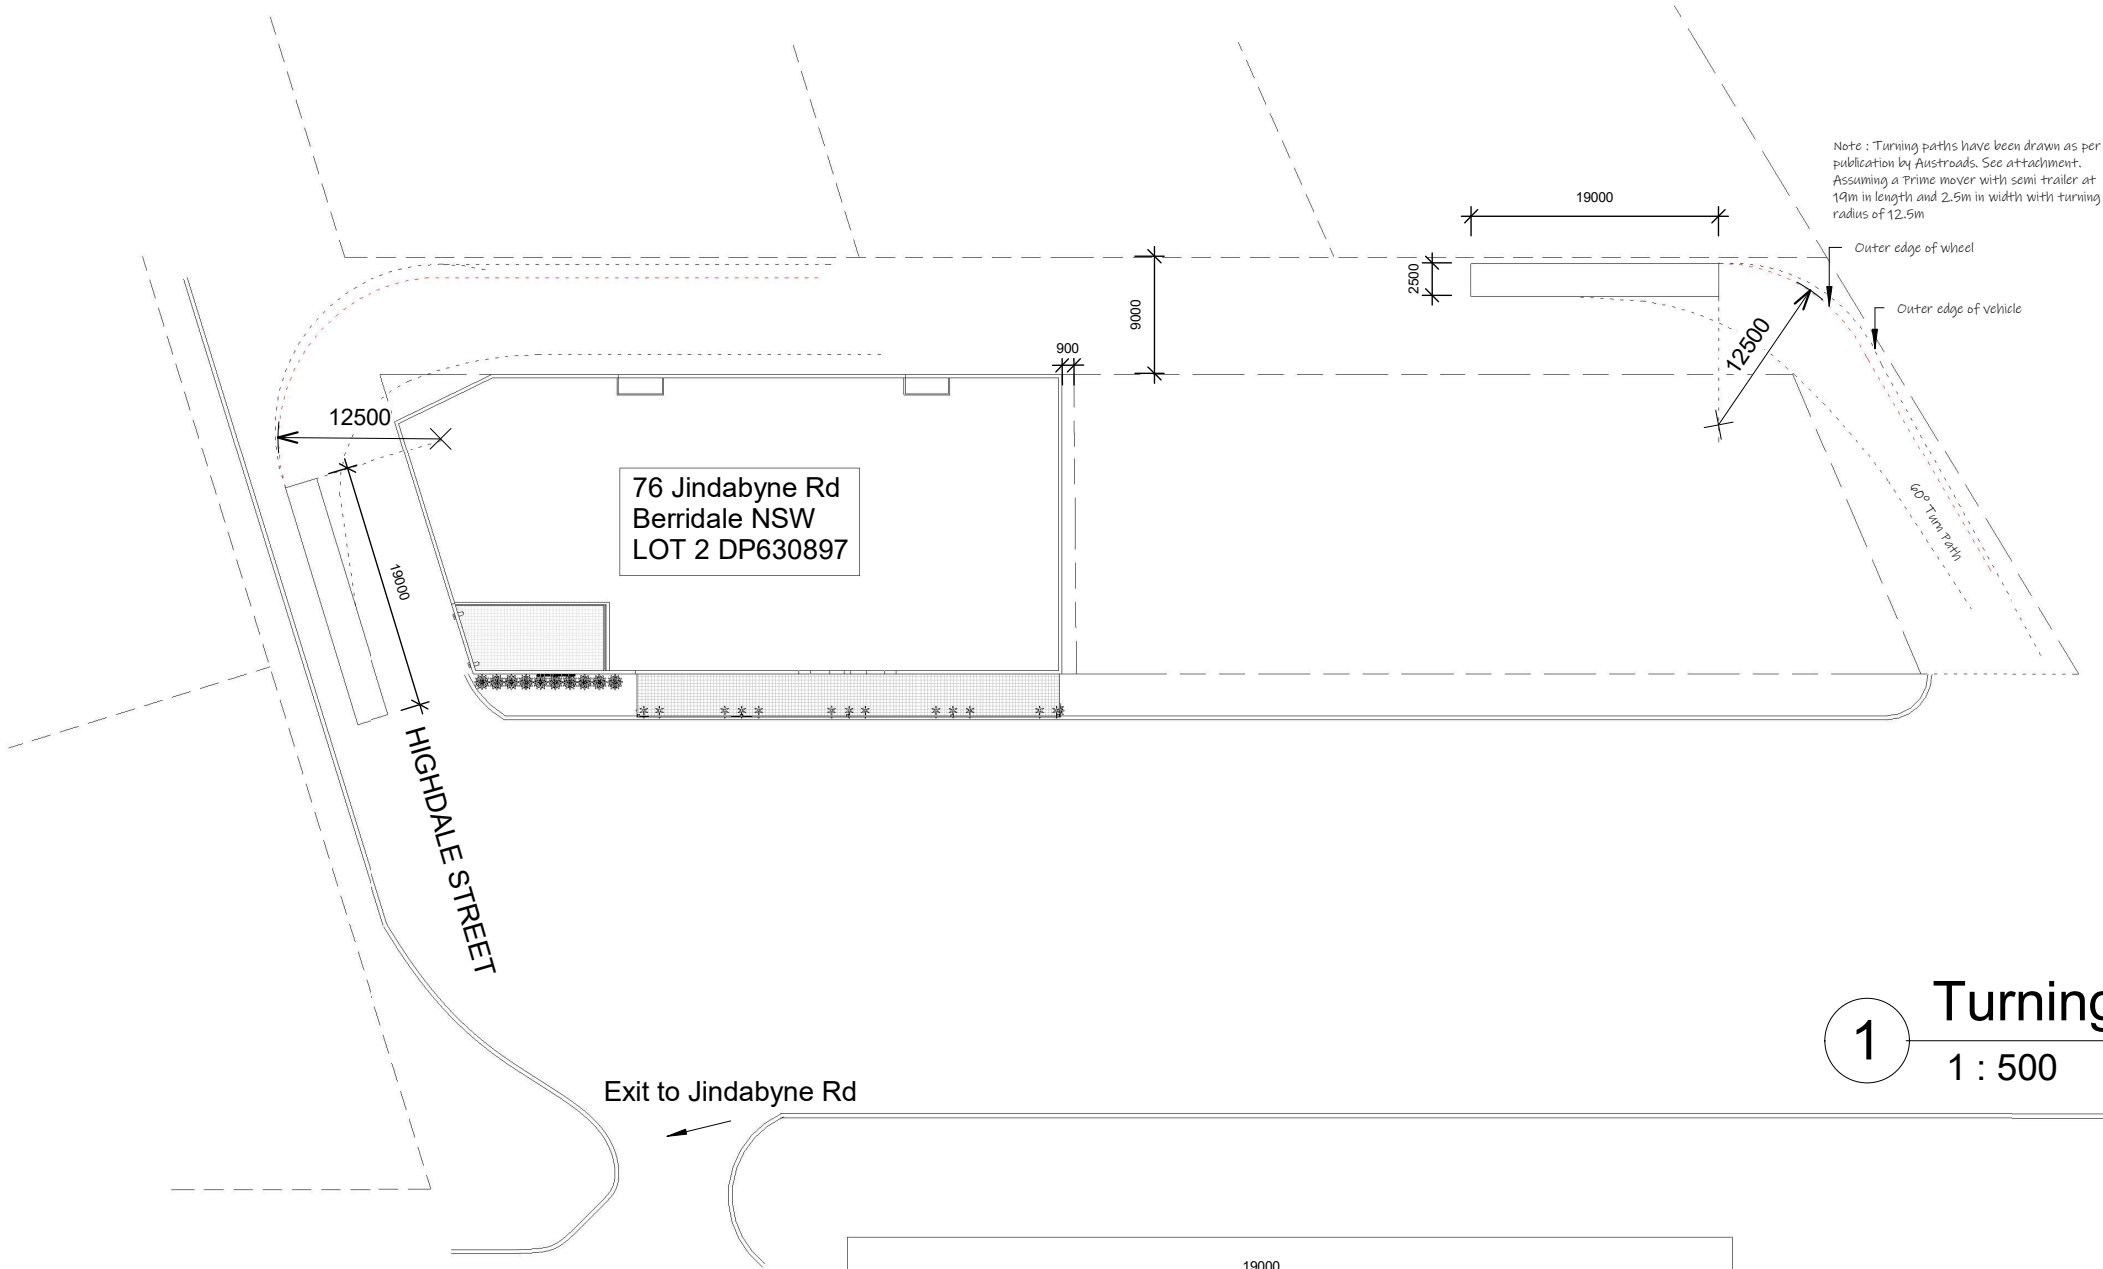 Note : Turning paths have been drawn as per
publication by Austroads. See attachment.
Assuming a Prime mover with semi trailer at
19m in length and 2.5m in width with turning
radius of 12.5m
19000
Outer edge of wheel
2500
9000
Outer edge of vehicle
12500
900
12500
76 Jindabyne Rd
Berridale NSW
LOT 2 DP630897
60° Turn Path
19000
HIGHDALE STREET
1
Turning
1 : 500
Exit to Jindabyne Rd
19000